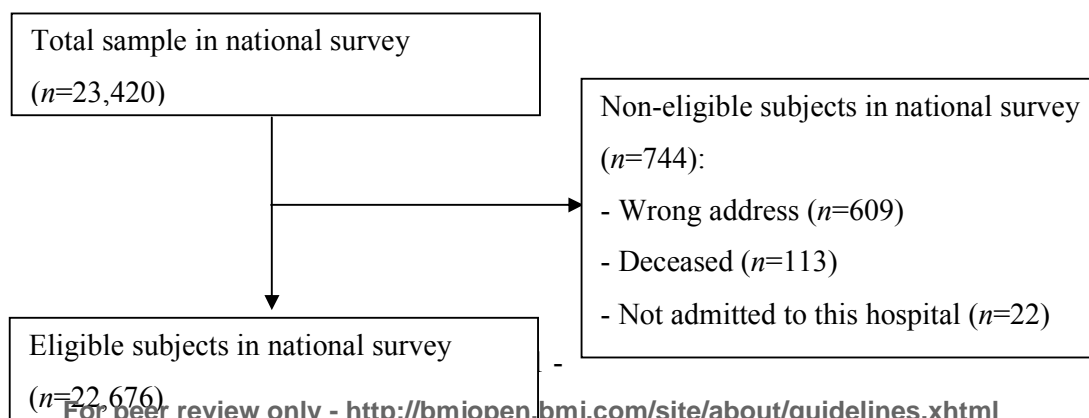 Total sample in national survey
(n=23,420)
Non-eligible subjects in national survey
(n=744):
- Wrong address (n=609)
- Deceased (n=113)
- Not admitted to this hospital (n=22)
Eligible subjects in national survey
-
(n=22,676)
For peer review only - http://bmjopen.bmj.com/site/about/guidelines.xhtml